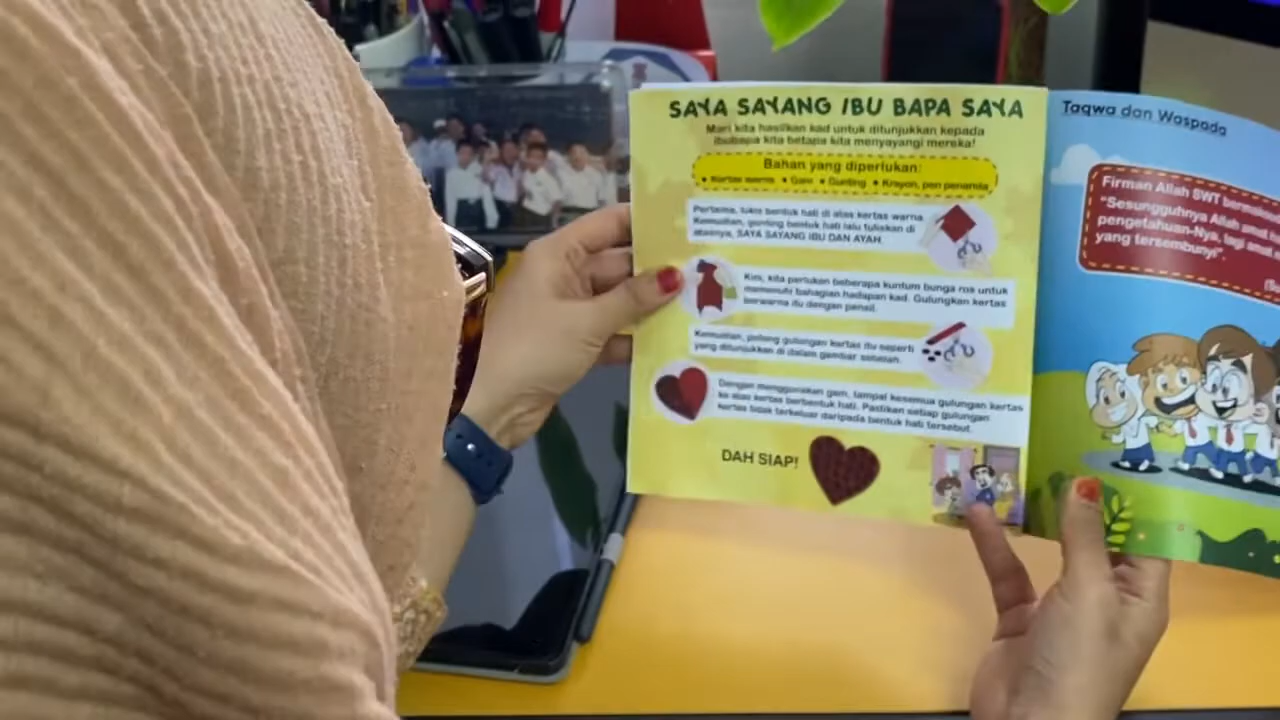 SAYA SAYANG IBU BAPA SAYA
Mari kita hasilkan kad untuk ditunjukkan kepada
ibubapa kita betapa kita menyayangi mereka!
Bahan yang diperlukan:
• Kertas warna • Gam • Gunting • Krayon, pen penanda
Pertama, lukis bentuk hati di atas kertas warna
Kemudian, gunting bentuk hati lalu tuliskan di
atasnya, SAYA SAYANG IBU DAN AYAH.
Kini, kita perlukan beberapa kuntum bunga ros untuk
memenuhi bahagian hadapan kad. Gulungkan kertas
berwarna itu dengan pensil.
Kemudian, potong gulungan kertas itu seperti
yang ditunjukkan di dalam gambar sebelah.
Dengan menggunakan gam, tampal kesemua gulungan kertas
ke atas kertas berbentuk hati. Pastikan setiap gulungan
kertas tidak terkeluar daripada bentuk hati tersebut.
DAH SIAP!
Taqwa dan Waspada
Firman Allah SWT
"Sesungguhnya Allah amat
pengetahuan-Nya, lagi amat
yang tersembunyi".